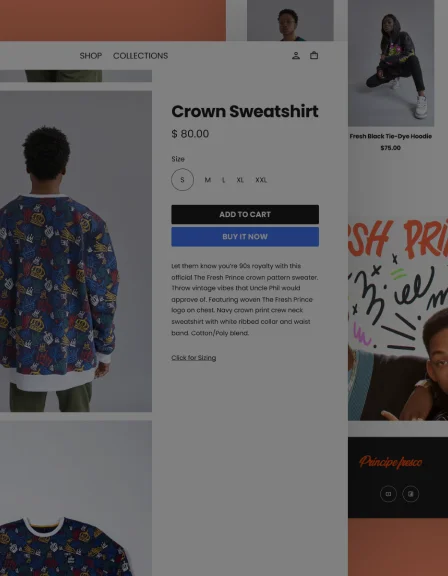 SHOP COLLECTIONS
Crown Sweatshirt
$ 80.00
Size
S M L XL XXL
ADD TO CART
BUY IT NOW
Let them know you're 90s royalty with this
official The Fresh Prince crown pattern sweater.
Throw vintage vibes that Uncle Phil would
approve of. Featuring woven The Fresh Prince
logo on chest. Navy crown print crew neck
sweatshirt with white ribbed collar and waist
band. Cotton/Poly blend.
Click for Sizing
Fresh Black Tie-Dye Hoodie
$75.00
SH PRI
Principe fresco